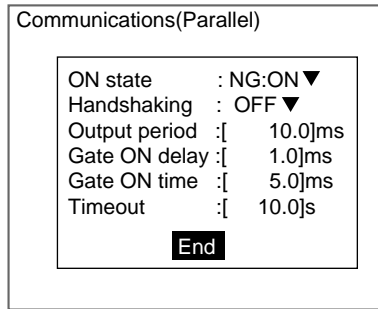 Communications(Parallel)
ON state : NG:ON▼
Handshaking : OFF▼
Output period :[ 10.0]ms
Gate ON delay :[ 1.0]ms
Gate ON time :[ 5.0]ms
Timeout :[ 10.0]s
End